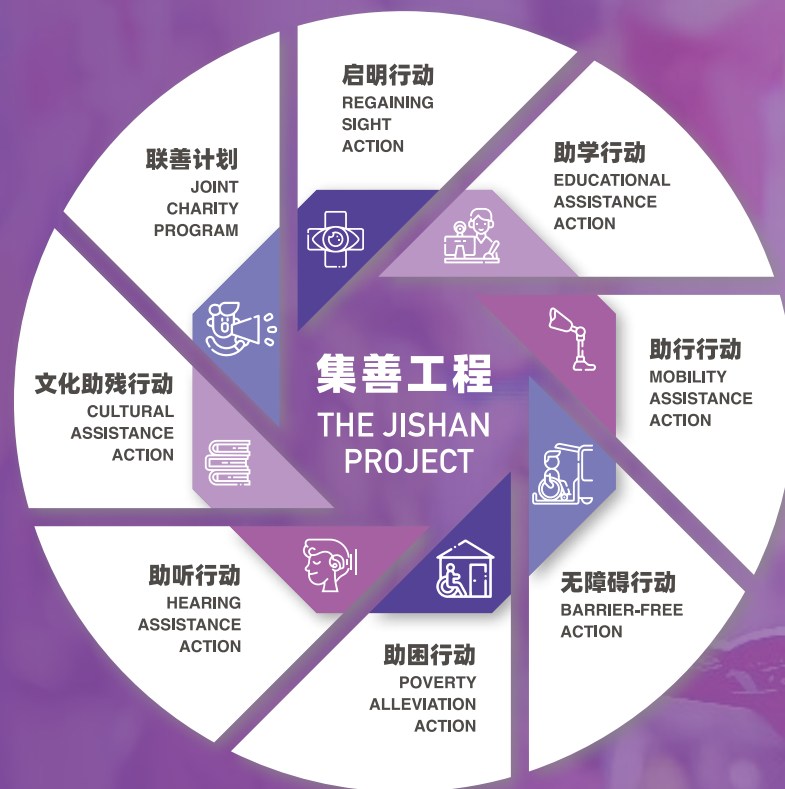 启明行动
REGAINING
SIGHT
ACTION
助学行动
EDUCATIONAL
ASSISTANCE
ACTION
助行行动
MOBILITY
ASSISTANCE
ACTION
无障碍行动
BARRIER-FREE
ACTION
助困行动
POVERTY
ALLEVIATION
ACTION
助听行动
HEARING
ASSISTANCE
ACTION
文化助残行动
CULTURAL
ASSISTANCE
ACTION
联善计划
JOINT
CHARITY
PROGRAM
集善工程
THE JISHAN
PROJECT